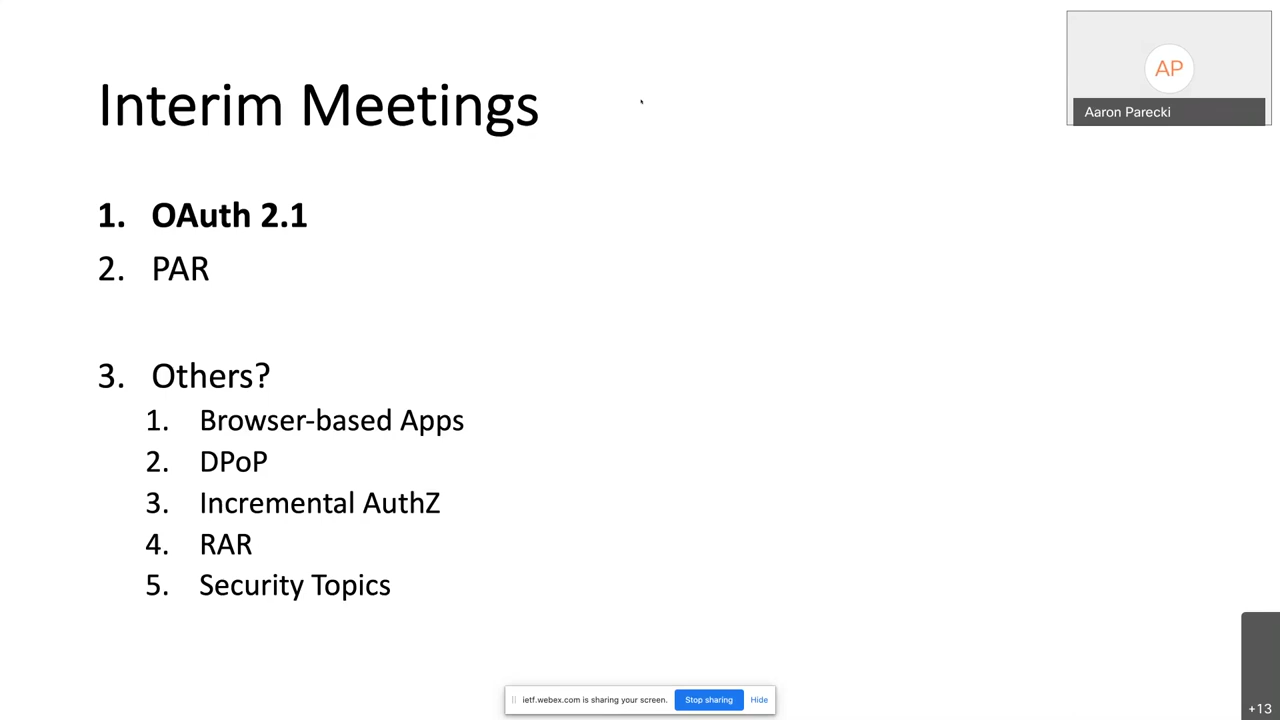 Interim Meetings
AP
Aaron Parecki
1. OAuth 2.1
2. PAR
3. Others?
1. Browser-based Apps
2. DPoP
3. Incremental AuthZ
4. RAR
5. Security Topics
ietf.webex.com is sharing your screen. Stop sharing Hide
+13